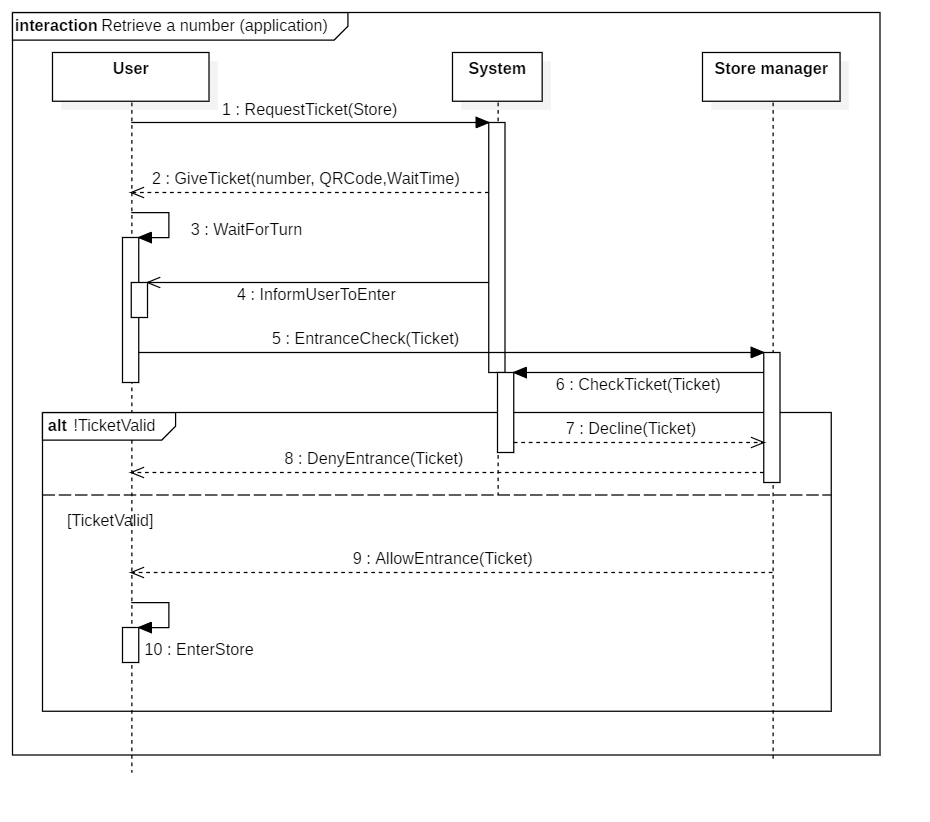 interaction Retrieve a number (application)
User
System
Store manager
1 : RequestTicket(Store)
2 : GiveTicket(number, QRCode,WaitTime)
3 : WaitForTurn
4 : InformUserToEnter
5 : EntranceCheck(Ticket)
6 : CheckTicket(Ticket)
alt !TicketValid
7 : Decline(Ticket)
8 : DenyEntrance(Ticket)
[TicketValid]
9 : AllowEntrance(Ticket)
10 : EnterStore